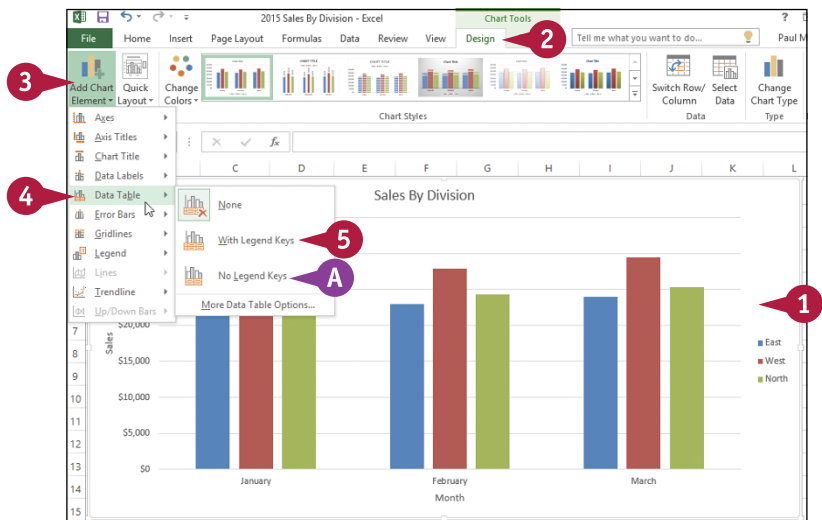 2015 Sales By Division - Excel
Chart Tools
?
File Home Insert Page Layout Formulas Data Review View Design 2 Tell me what you want to do... Paul M
3
Add Chart Element
Quick Layout
Change Colors
Switch Row/ Column
Select Data
Change Chart Type
Chart Styles
Data
Type
Axes
Axis Titles
Chart Title
Data Labels
4
Data Table
Error Bars
Gridlines
Legend
Lines
Trendline
Up/Down Bars
None
With Legend Keys 5
No Legend Keys A
More Data Table Options...
fx
C D E F G H I J K L
Sales By Division
1
7
8
9
10
11
12
13
14
15
Sales
$20,000
$15,000
$10,000
$5,000
$0
January February March
Month
East
West
North